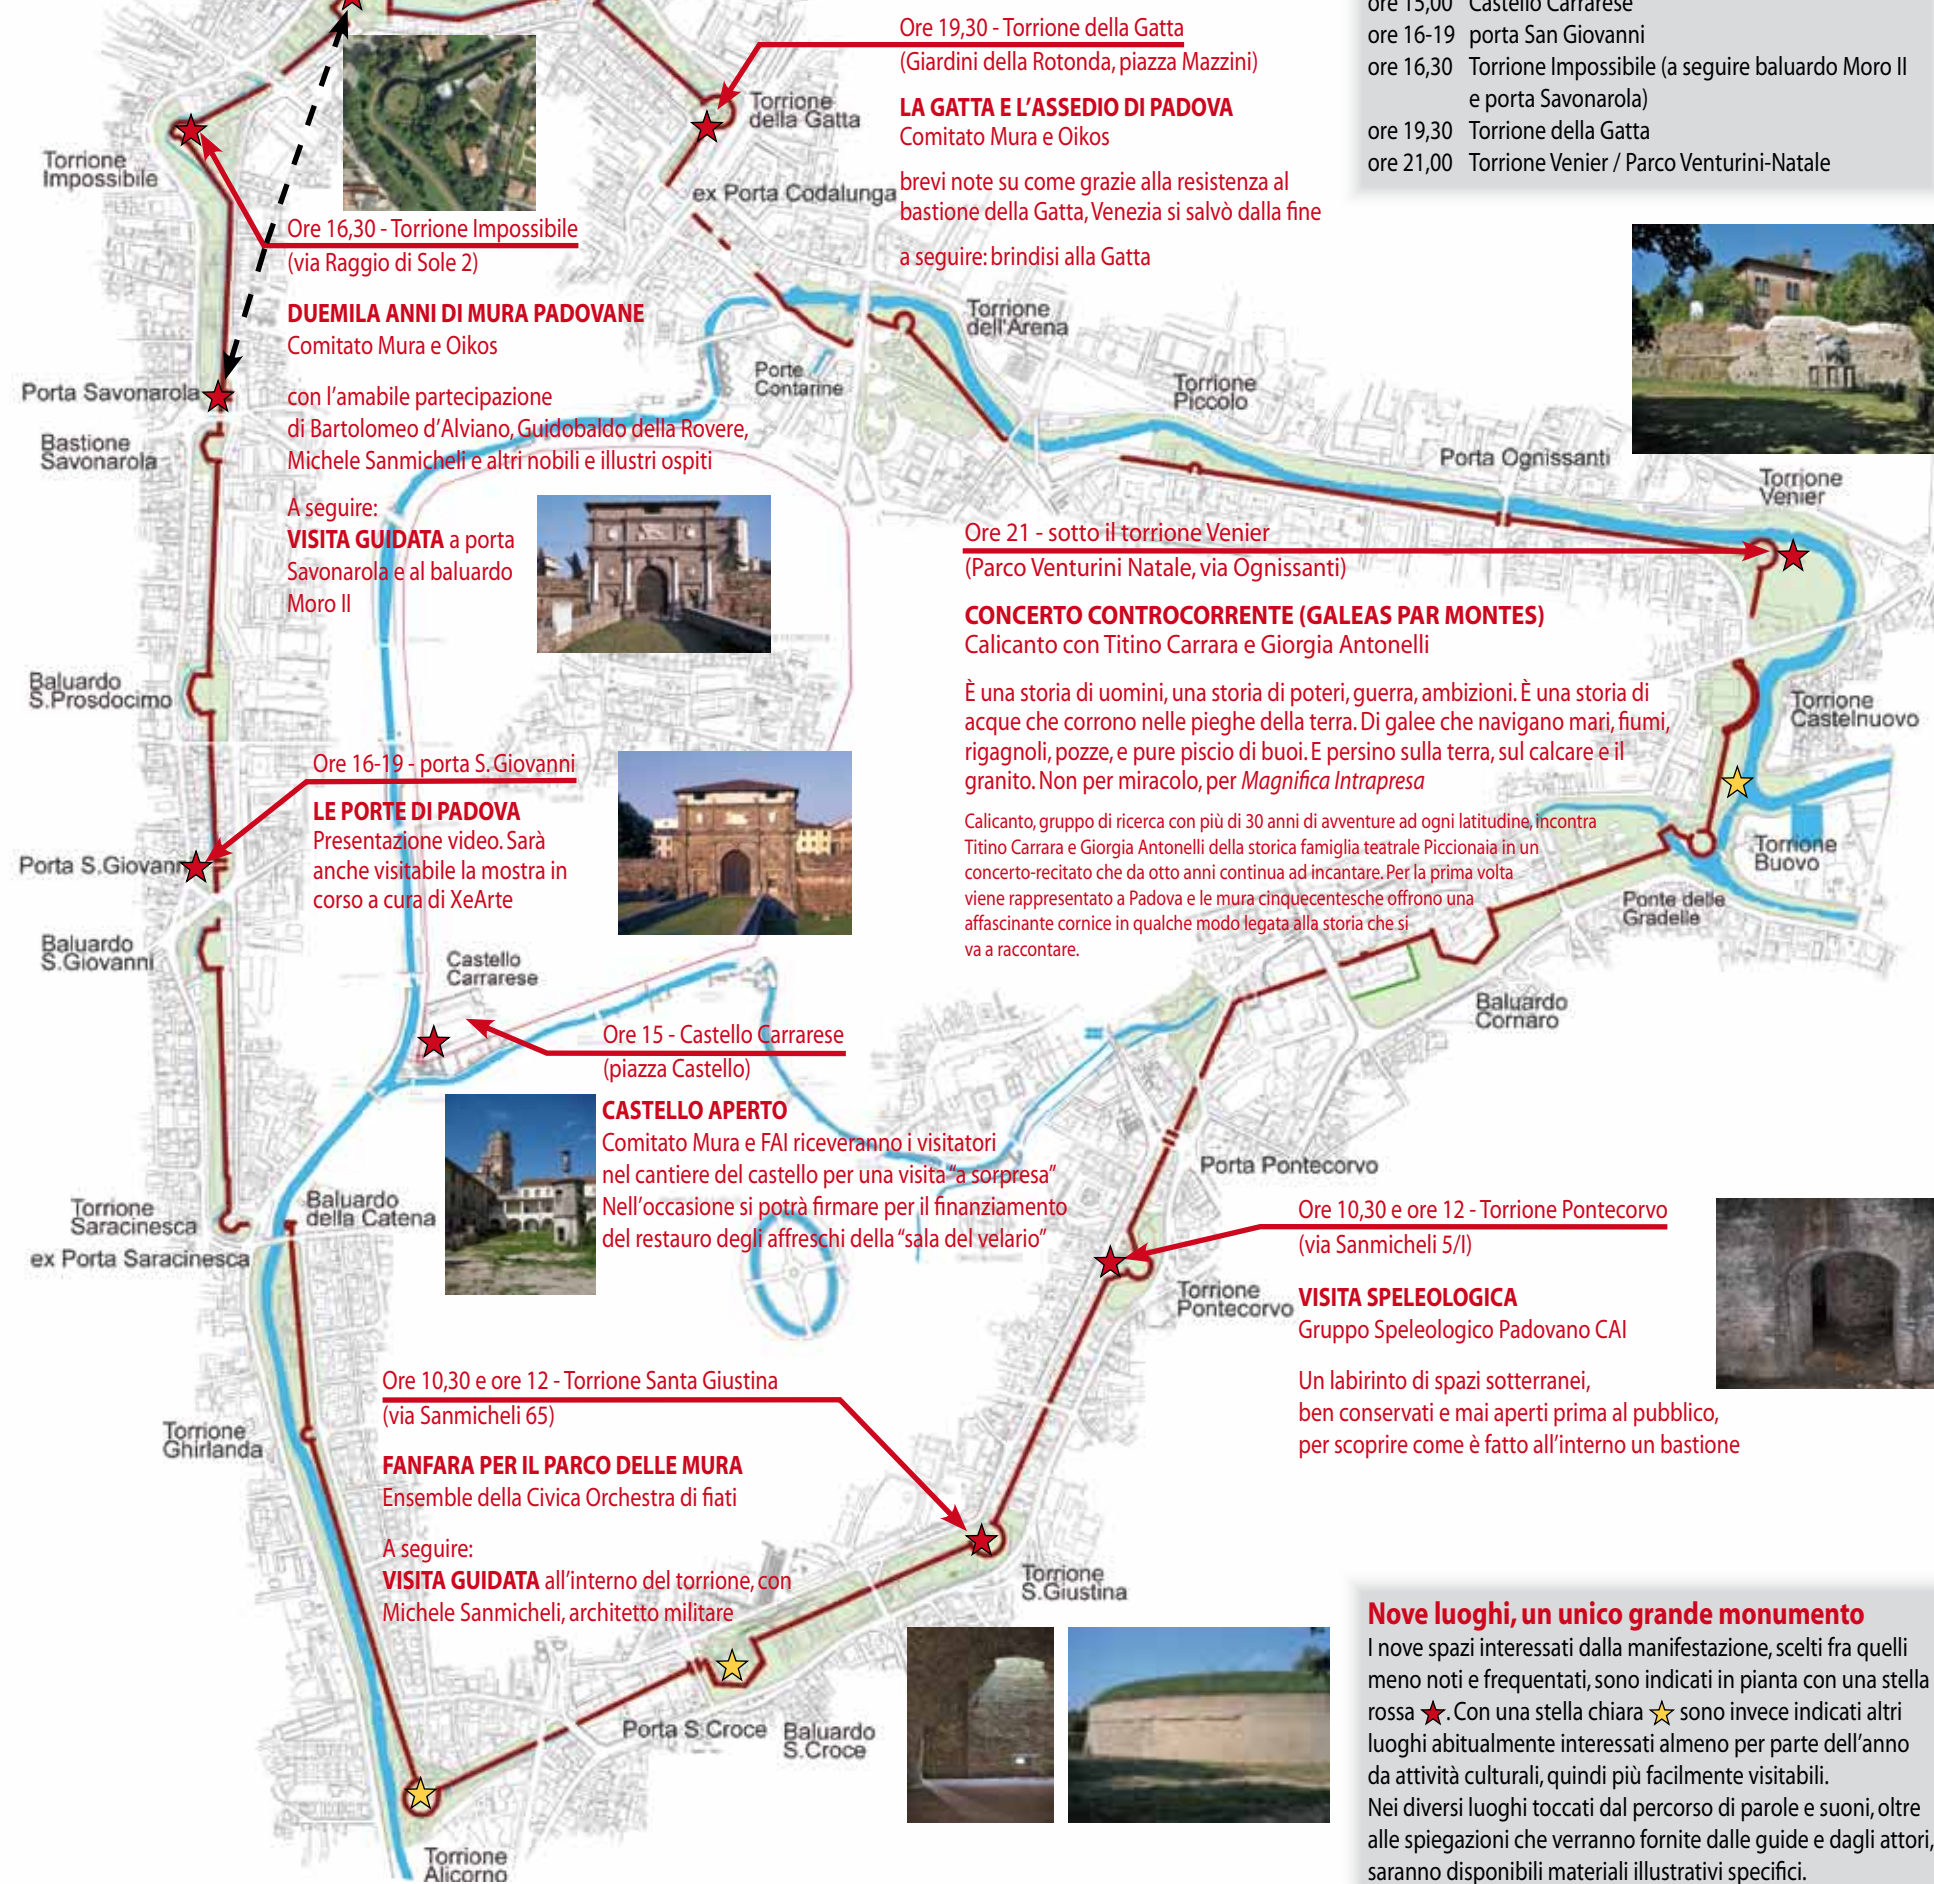 ore 15,00 Castello Carrarese
ore 16-19 porta San Giovanni
ore 16,30 Torrione Impossibile (a seguire baluardo Moro II
e porta Savonarola)
ore 19,30 Torrione della Gatta
ore 21,00 Torrione Venier / Parco Venturini-Natale
Ore 19,30 - Torrione della Gatta
(Giardini della Rotonda, piazza Mazzini)
LA GATTA E L'ASSEDIO DI PADOVA
Comitato Mura e Oikos
brevi note su come grazie alla resistenza al
bastione della Gatta, Venezia si salvò dalla fine
a seguire: brindisi alla Gatta
Torrione
della Gatta
ex Porta Codalunga
Torrione
Impossibile
Ore 16,30 - Torrione Impossibile
(via Raggio di Sole 2)
DUEMILA ANNI DI MURA PADOVANE
Comitato Mura e Oikos
con l'amabile partecipazione
di Bartolomeo d'Alviano, Guidobaldo della Rovere,
Michele Sanmicheli e altri nobili e illustri ospiti
A seguire:
VISITA GUIDATA a porta
Savonarola e al baluardo
Moro II
Torrione
dell'Arena
Porte
Contarine
Torrione
Piccolo
Porta Ognissanti
Torrione
Venier
Porta Savonarola
Bastione
Savonarola
Ore 21 - sotto il torrione Venier
(Parco Venturini Natale, via Ognissanti)
CONCERTO CONTROCORRENTE (GALEAS PAR MONTES)
Calicanto con Titino Carrara e Giorgia Antonelli
È una storia di uomini, una storia di poteri, guerra, ambizioni. È una storia di
acque che corrono nelle pieghe della terra. Di galee che navigano mari, fiumi,
rigagnoli, pozze, e pure piscio di buoi. E persino sulla terra, sul calcare e il
granito. Non per miracolo, per Magnifica Intrapresa
Calicanto, gruppo di ricerca con più di 30 anni di avventure ad ogni latitudine, incontra
Titino Carrara e Giorgia Antonelli della storica famiglia teatrale Piccionaia in un
concerto-recitato che da otto anni continua ad incantare. Per la prima volta
viene rappresentato a Padova e le mura cinquecentesche offrono una
affascinante cornice in qualche modo legata alla storia che si
va a raccontare.
Baluardo
S.Prosdocimo
Torrione
Castelnuovo
Ore 16-19 - porta S. Giovanni
LE PORTE DI PADOVA
Presentazione video. Sarà
anche visitabile la mostra in
corso a cura di XeArte
Porta S.Giovanni
Baluardo
S.Giovanni
Torrione
Buovo
Ponte delle
Gradelle
Baluardo
Cornaro
Castello
Carrarese
Ore 15 - Castello Carrarese
(piazza Castello)
CASTELLO APERTO
Comitato Mura e FAI riceveranno i visitatori
nel cantiere del castello per una visita "a sorpresa"
Nell'occasione si potrà firmare per il finanziamento
del restauro degli affreschi della "sala del velario"
Porta Pontecorvo
Torrione
Saracinesca
ex Porta Saracinesca
Baluardo
della Catena
Ore 10,30 e ore 12 - Torrione Pontecorvo
(via Sanmicheli 5/I)
Torrione
Pontecorvo
VISITA SPELEOLOGICA
Gruppo Speleologico Padovano CAI
Un labirinto di spazi sotterranei,
ben conservati e mai aperti prima al pubblico,
per scoprire come è fatto all'interno un bastione
Ore 10,30 e ore 12 - Torrione Santa Giustina
(via Sanmicheli 65)
FANFARA PER IL PARCO DELLE MURA
Ensemble della Civica Orchestra di fiati
A seguire:
VISITA GUIDATA all'interno del torrione, con
Michele Sanmicheli, architetto militare
Torrione
Ghirlanda
Torrione
S.Giustina
Porta S.Croce
Baluardo
S.Croce
Torrione
Alicorno
Nove luoghi, un unico grande monumento
I nove spazi interessati dalla manifestazione, scelti fra quelli
meno noti e frequentati, sono indicati in pianta con una stella
rossa ★. Con una stella chiara ☆ sono invece indicati altri
luoghi abitualmente interessati almeno per parte dell'anno
da attività culturali, quindi più facilmente visitabili.
Nei diversi luoghi toccati dal percorso di parole e suoni, oltre
alle spiegazioni che verranno fornite dalle guide e dagli attori,
saranno disponibili materiali illustrativi specifici.